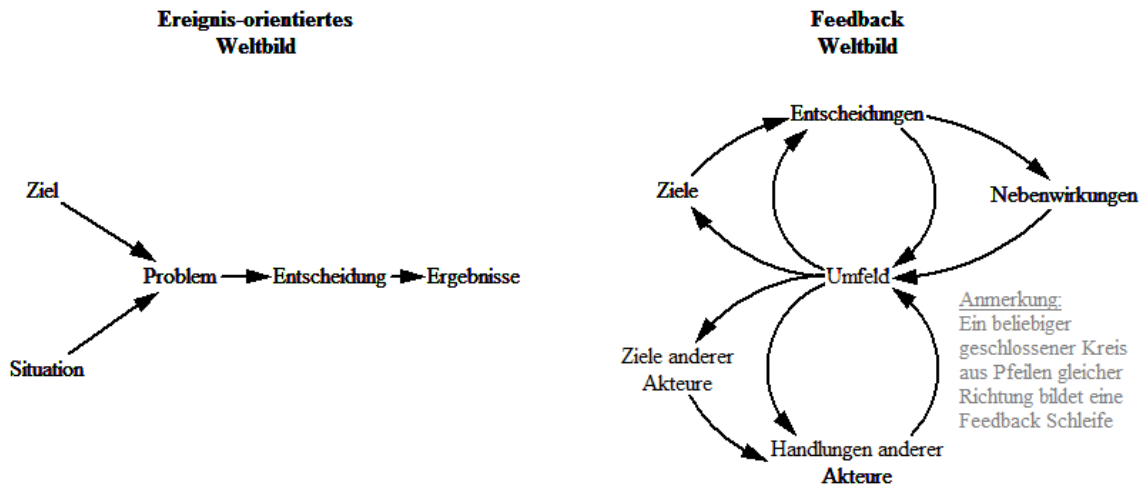 Ereignis-orientiertes
Weltbild
Ziel
Problem
Entscheidung
Ergebnisse
Situation
Feedback
Weltbild
Entscheidungen
Ziele
Nebenwirkungen
Umfeld
Ziele anderer
Akteure
Handlungen anderer
Akteure
Anmerkung:
Ein beliebiger
geschlossener Kreis
aus Pfeilen gleicher
Richtung bildet eine
Feedback Schleife